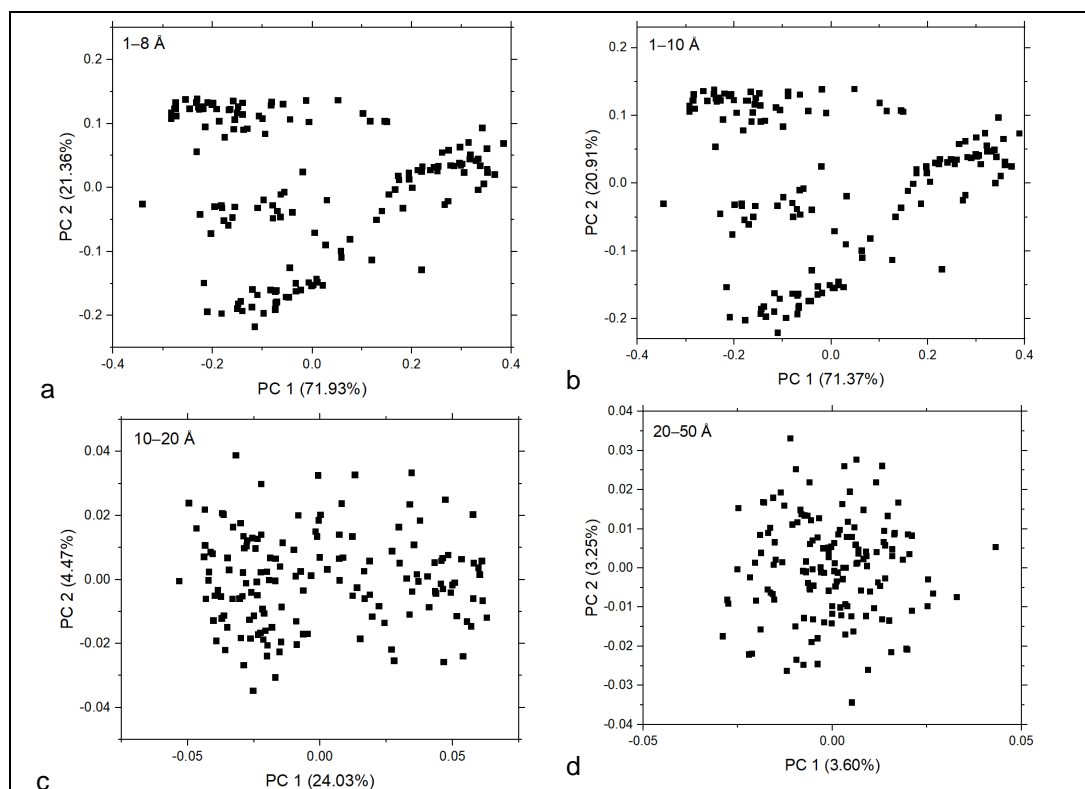 1–8 Å
0.2
0.1
0.0
-0.1
-0.2
PC 2 (21.36%)
-0.4
-0.2
0.0
0.2
0.4
PC 1 (71.93%)
a
1–10 Å
0.2
0.1
0.0
-0.1
-0.2
PC 2 (20.91%)
-0.4
-0.2
0.0
0.2
0.4
PC 1 (71.37%)
b
10–20 Å
0.04
0.02
0.00
-0.02
-0.04
PC 2 (4.47%)
-0.05
0.00
0.05
PC 1 (24.03%)
c
20–50 Å
0.04
0.03
0.02
0.01
0.00
-0.01
-0.02
-0.03
-0.04
PC 2 (3.25%)
-0.05
0.00
0.05
PC 1 (3.60%)
d